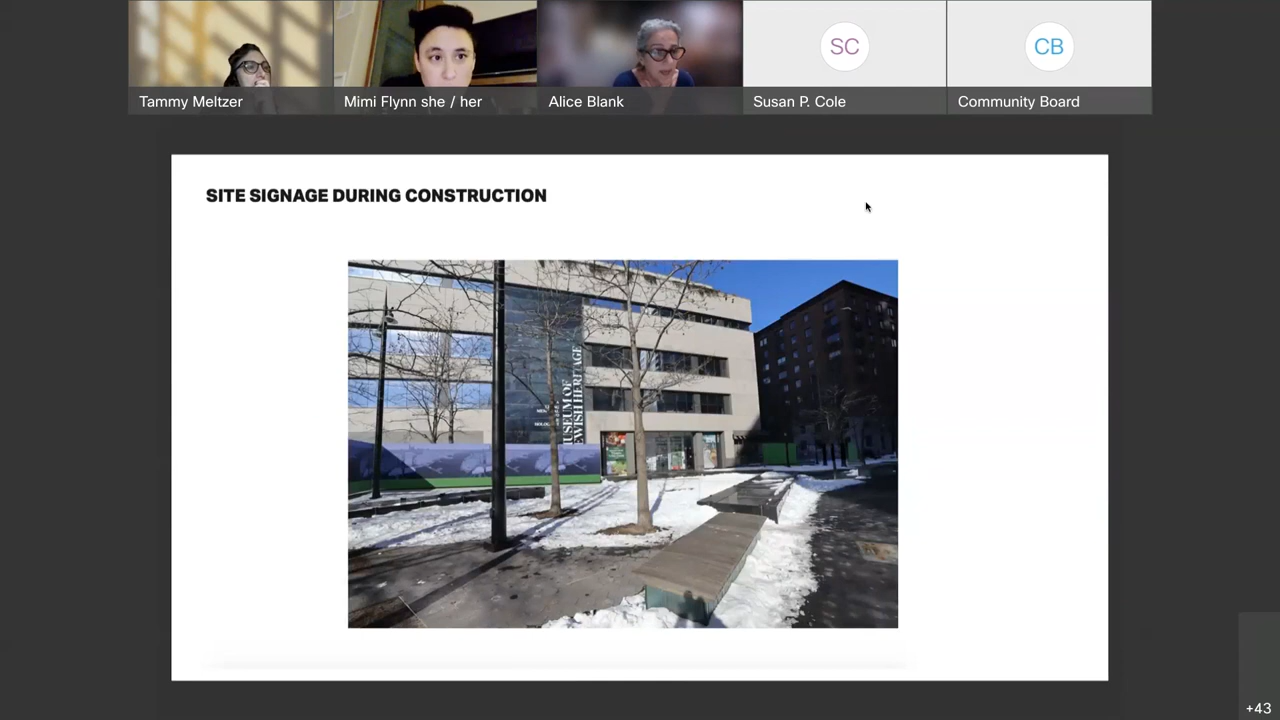 Tammy Meltzer
Mimi Flynn she / her
Alice Blank
SC
Susan P. Cole
CB
Community Board
SITE SIGNAGE DURING CONSTRUCTION
MUSEUM OF
JEWISH HERITAGE
+43